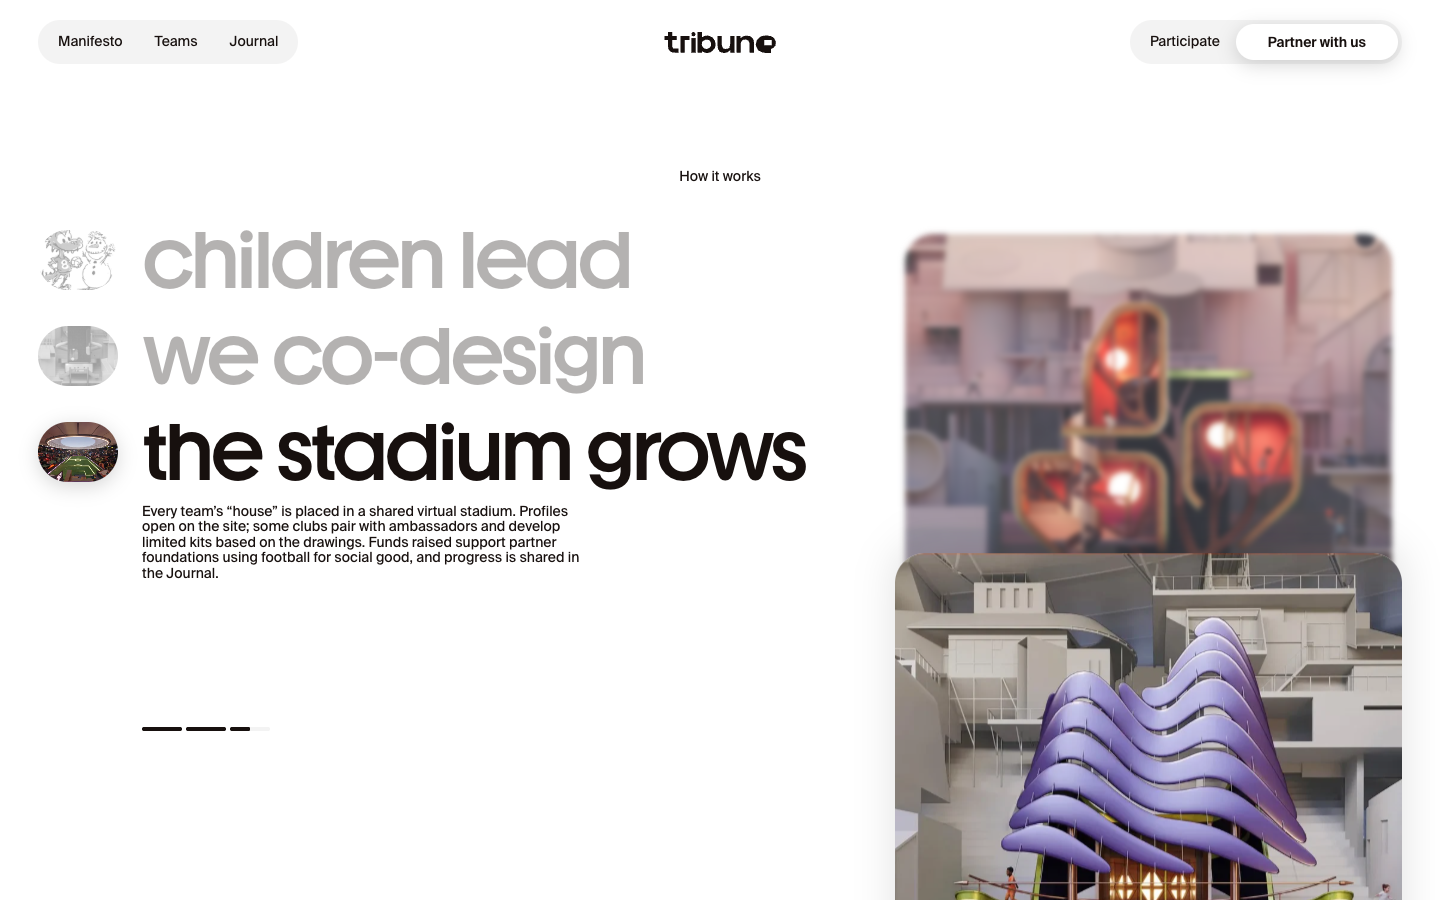 Manifesto Teams Journal
tribune
Participate Partner with us
How it works
children lead
we co-design
the stadium grows
Every team’s “house” is placed in a shared virtual stadium. Profiles
open on the site; some clubs pair with ambassadors and develop
limited kits based on the drawings. Funds raised support partner
foundations using football for social good, and progress is shared in
the Journal.